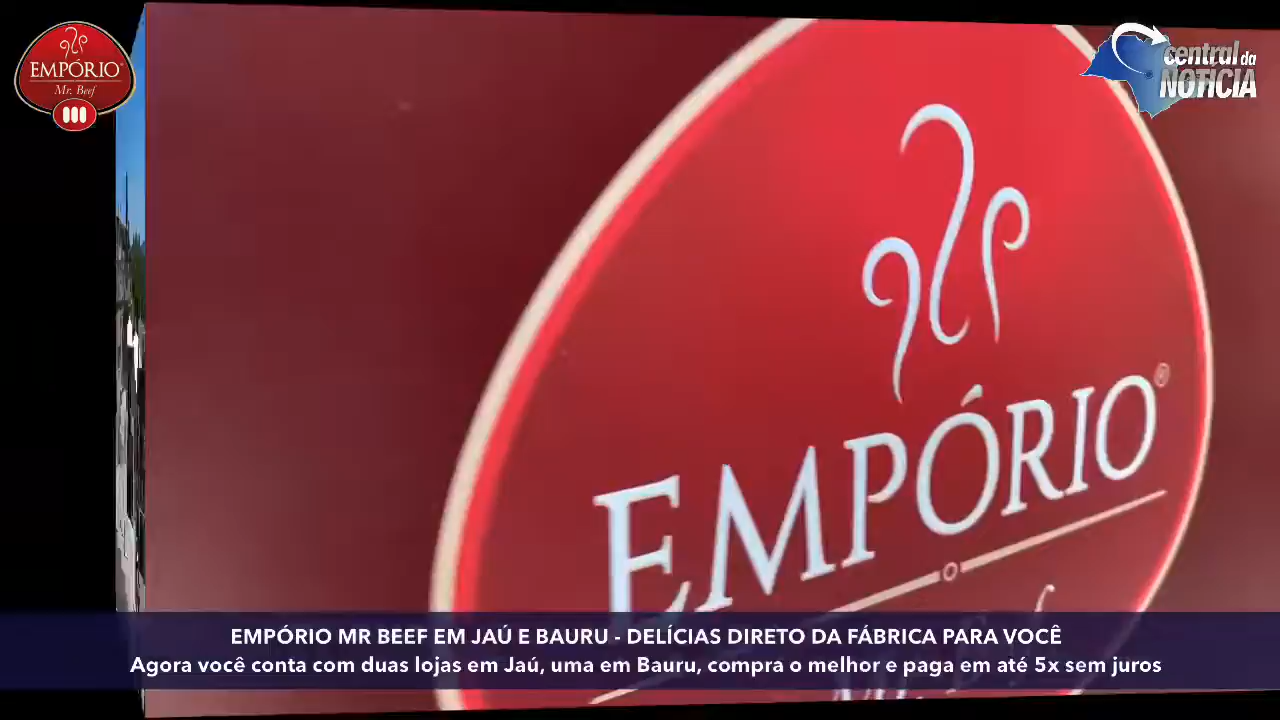 EMPÓRIO®
Mr. Beef
central da
NOTÍCIA
EMPÓRIO®
EMPÓRIO MR BEEF EM JAÚ E BAURU - DELÍCIAS DIRETO DA FÁBRICA PARA VOCÊ
Agora você conta com duas lojas em Jaú, uma em Bauru, compra o melhor e paga em até 5x sem juros